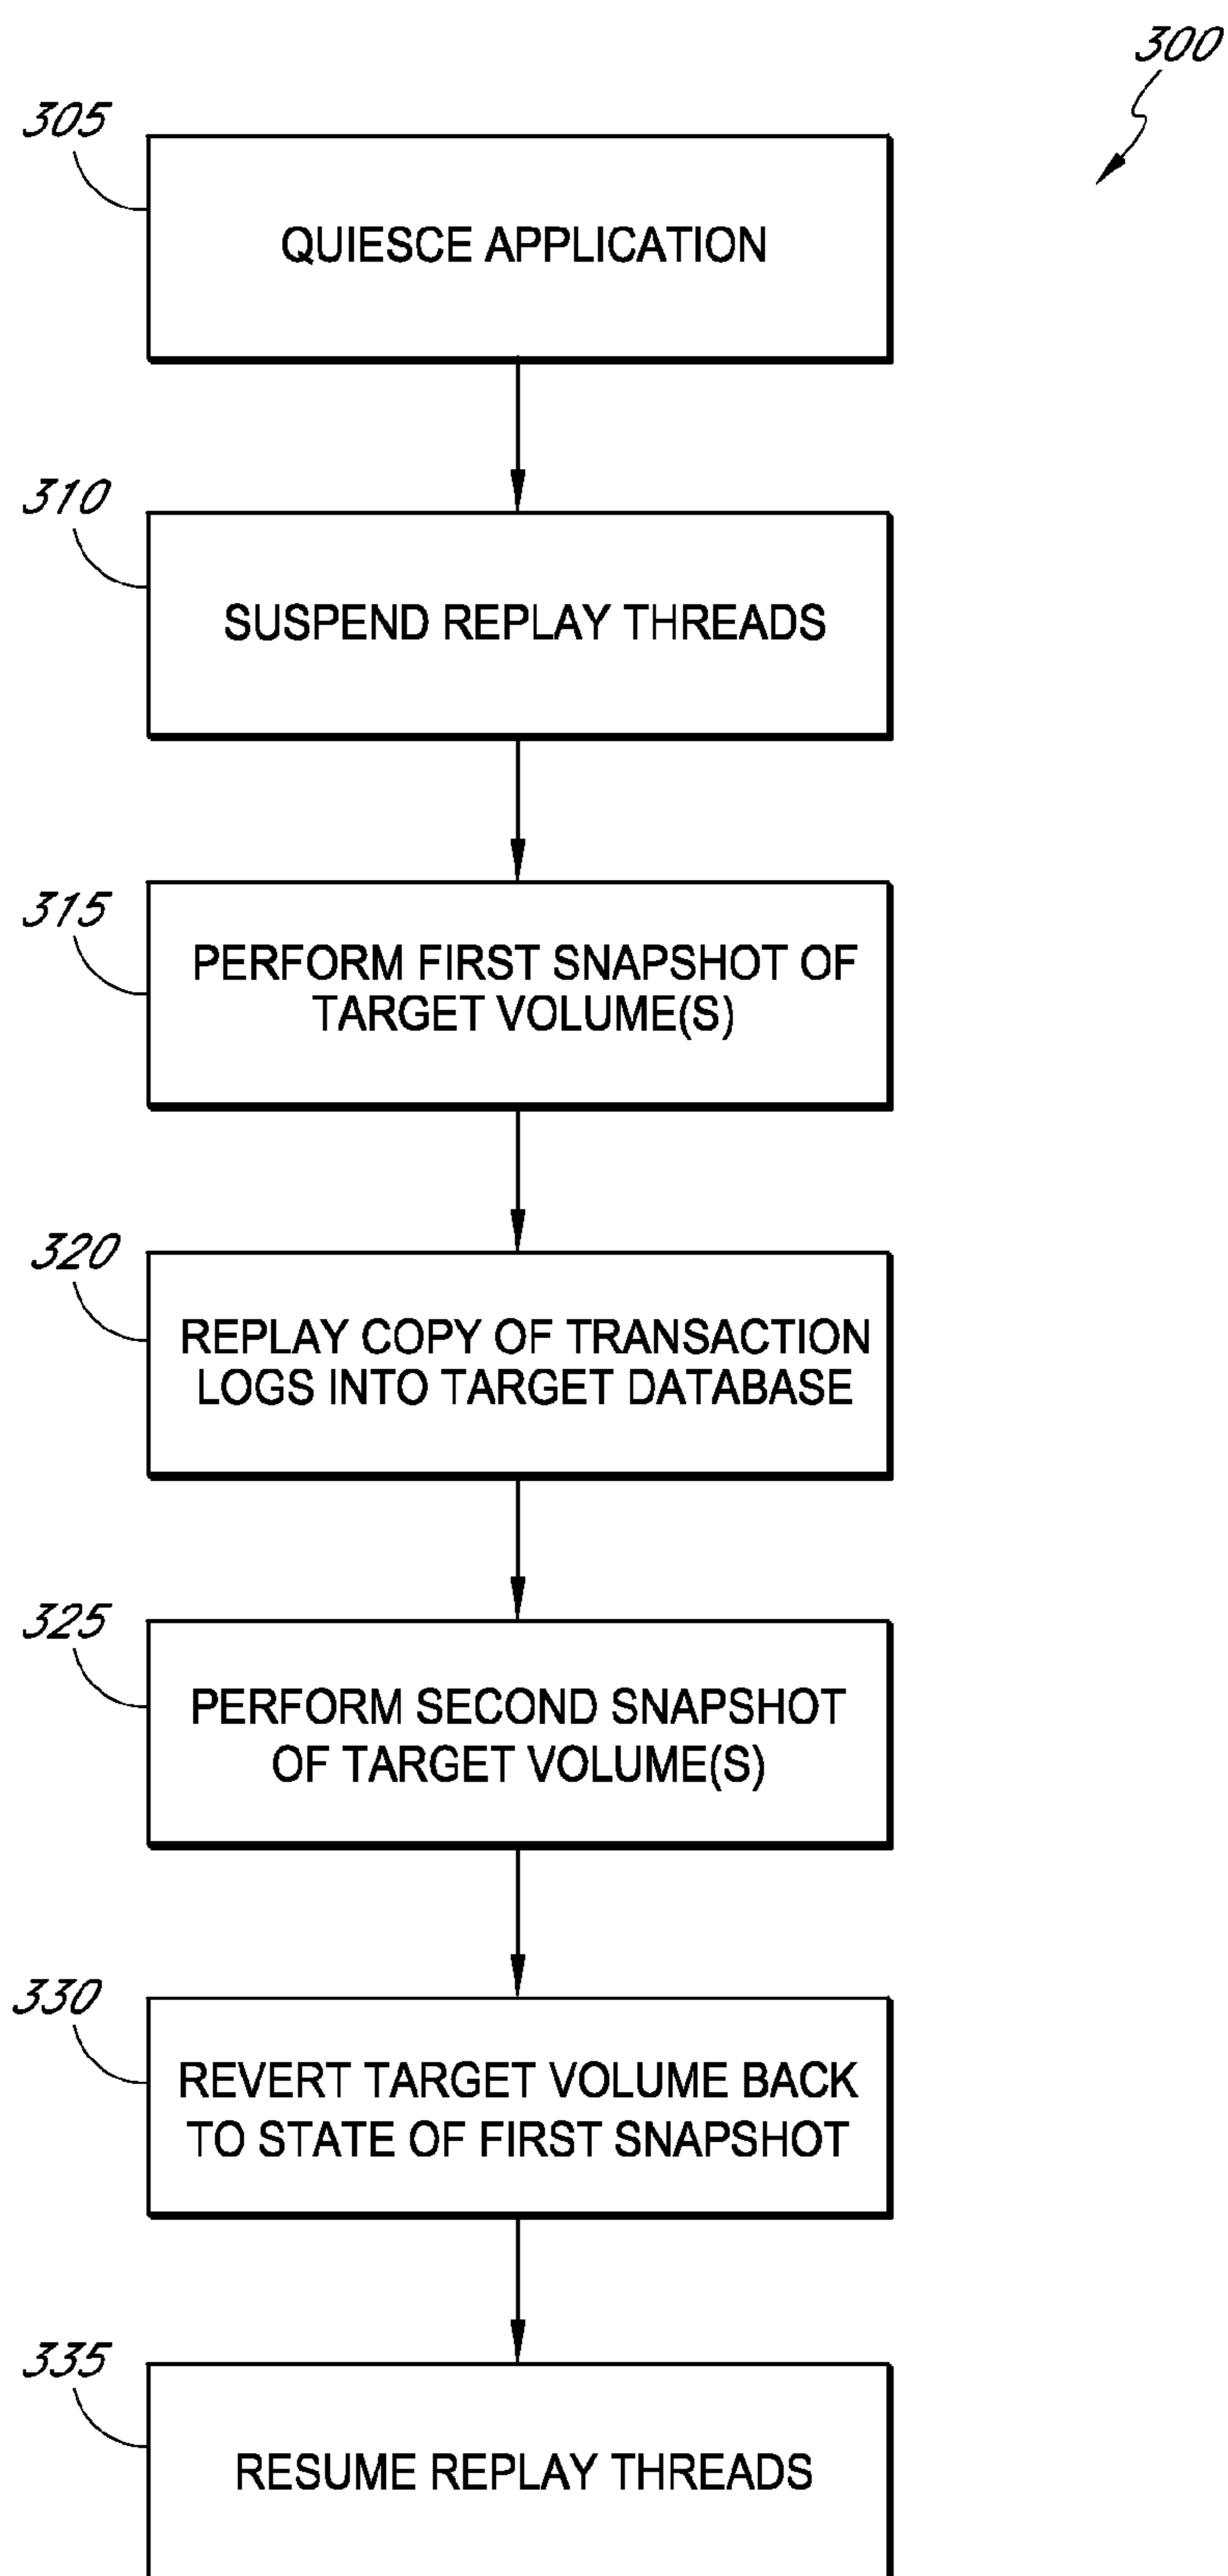 300
305
QUIESCE APPLICATION
310
SUSPEND REPLAY THREADS
315
PERFORM FIRST SNAPSHOT OF
TARGET VOLUME(S)
320
REPLAY COPY OF TRANSACTION
LOGS INTO TARGET DATABASE
325
PERFORM SECOND SNAPSHOT
OF TARGET VOLUME(S)
330
REVERT TARGET VOLUME BACK
TO STATE OF FIRST SNAPSHOT
335
RESUME REPLAY THREADS